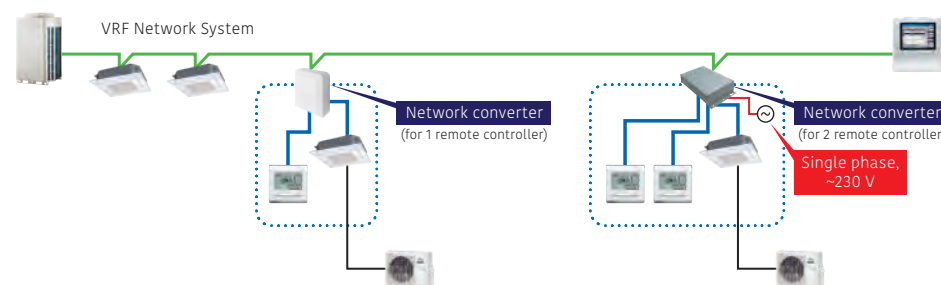 VRF Network System
Network converter
(for 1 remote controller)
Network converter
(for 2 remote controller
Single phase,
~230 V